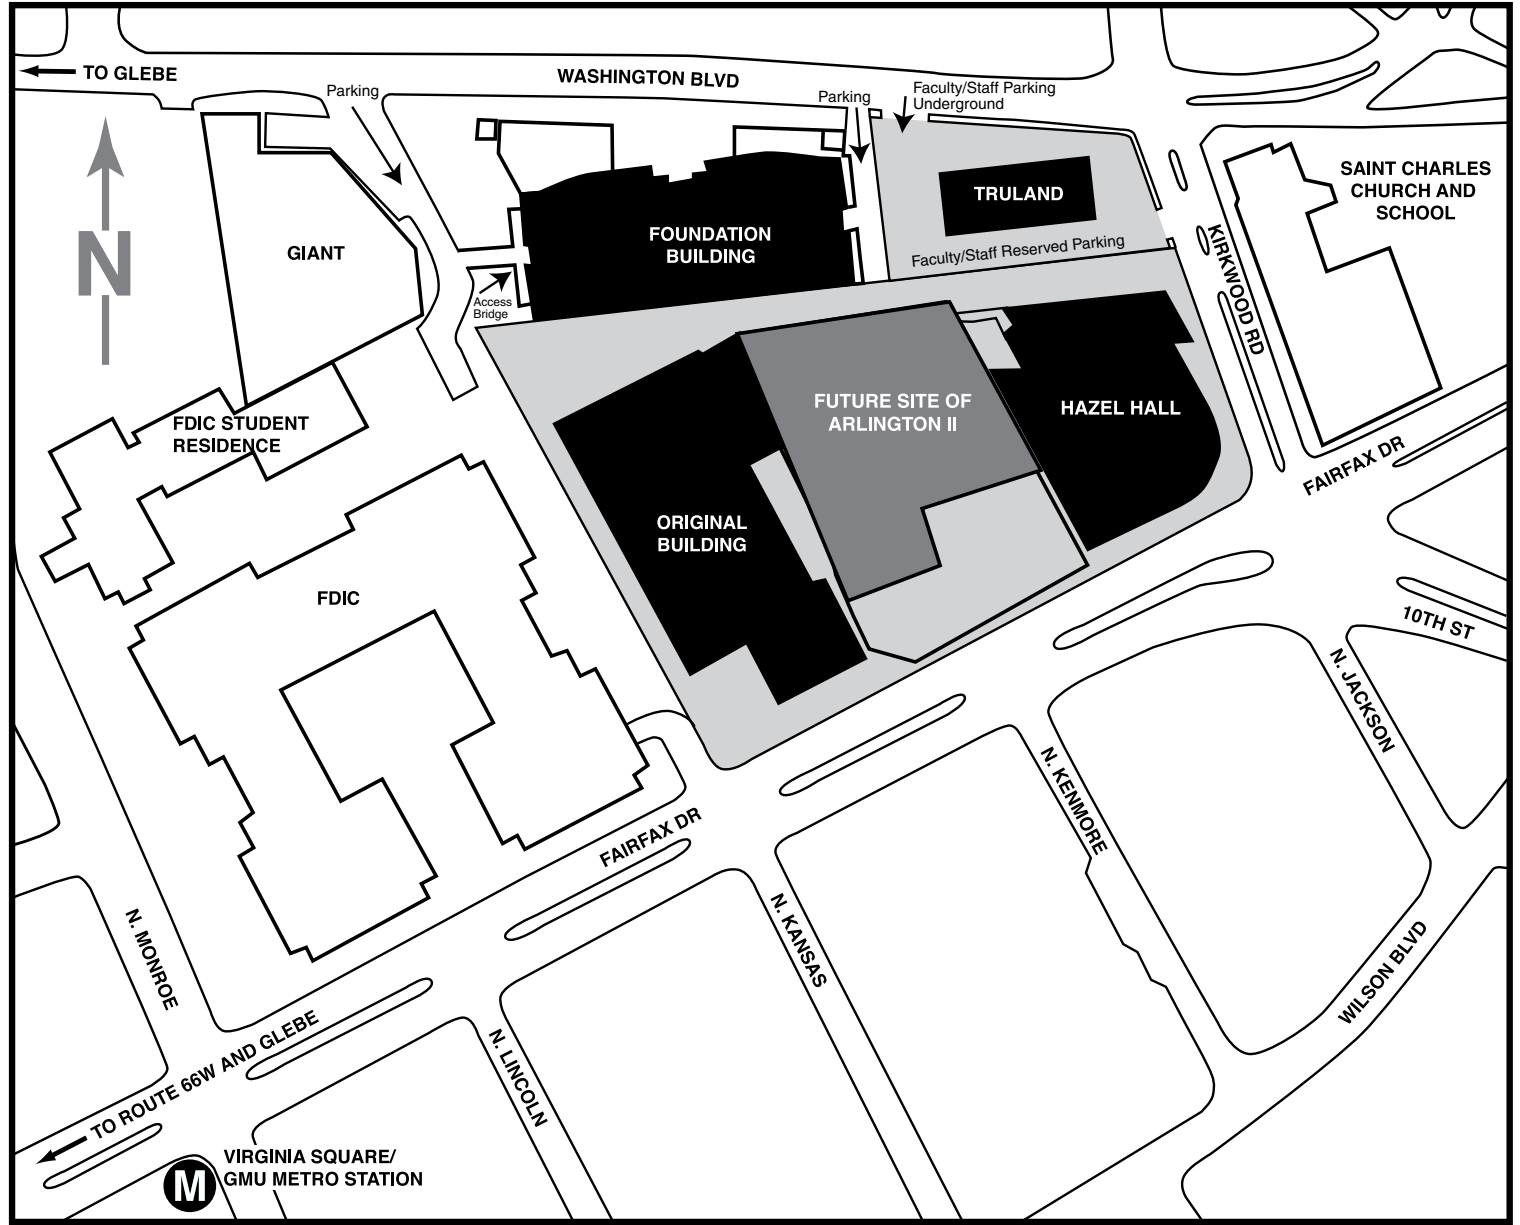 TO GLEBE
WASHINGTON BLVD
Parking
Parking
Faculty/Staff Parking
Underground
N
GIANT
FOUNDATION
BUILDING
TRULAND
Faculty/Staff Reserved Parking
SAINT CHARLES
CHURCH AND
SCHOOL
KIRKWOOD RD
Access
Bridge
FDIC STUDENT
RESIDENCE
FUTURE SITE OF
ARLINGTON II
HAZEL HALL
FAIRFAX DR
ORIGINAL
BUILDING
FDIC
10TH ST
N. JACKSON
N. KENMORE
FAIRFAX DR
N. KANSAS
N. MONROE
WILSON BLVD
N. LINCOLN
TO ROUTE 66W AND GLEBE
M
VIRGINIA SQUARE/
GMU METRO STATION